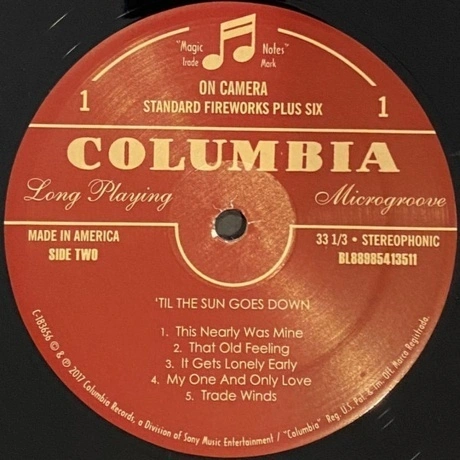 "Magic Notes"
Trade Mark
ON CAMERA
1 STANDARD FIREWORKS PLUS SIX 1
COLUMBIA
Long Playing Microgroove
MADE IN AMERICA 33 1/3 • STEREOPHONIC
SIDE TWO BL88985413511
'TIL THE SUN GOES DOWN
1. This Nearly Was Mine
2. That Old Feeling
3. It Gets Lonely Early
4. My One And Only Love
5. Trade Winds
C-183656 © & ℗ 2017 Columbia Records, a Division of Sony Music Entertainment / "Columbia" Reg. U.S. Pat. & Tm. Off. Marca Registrada.